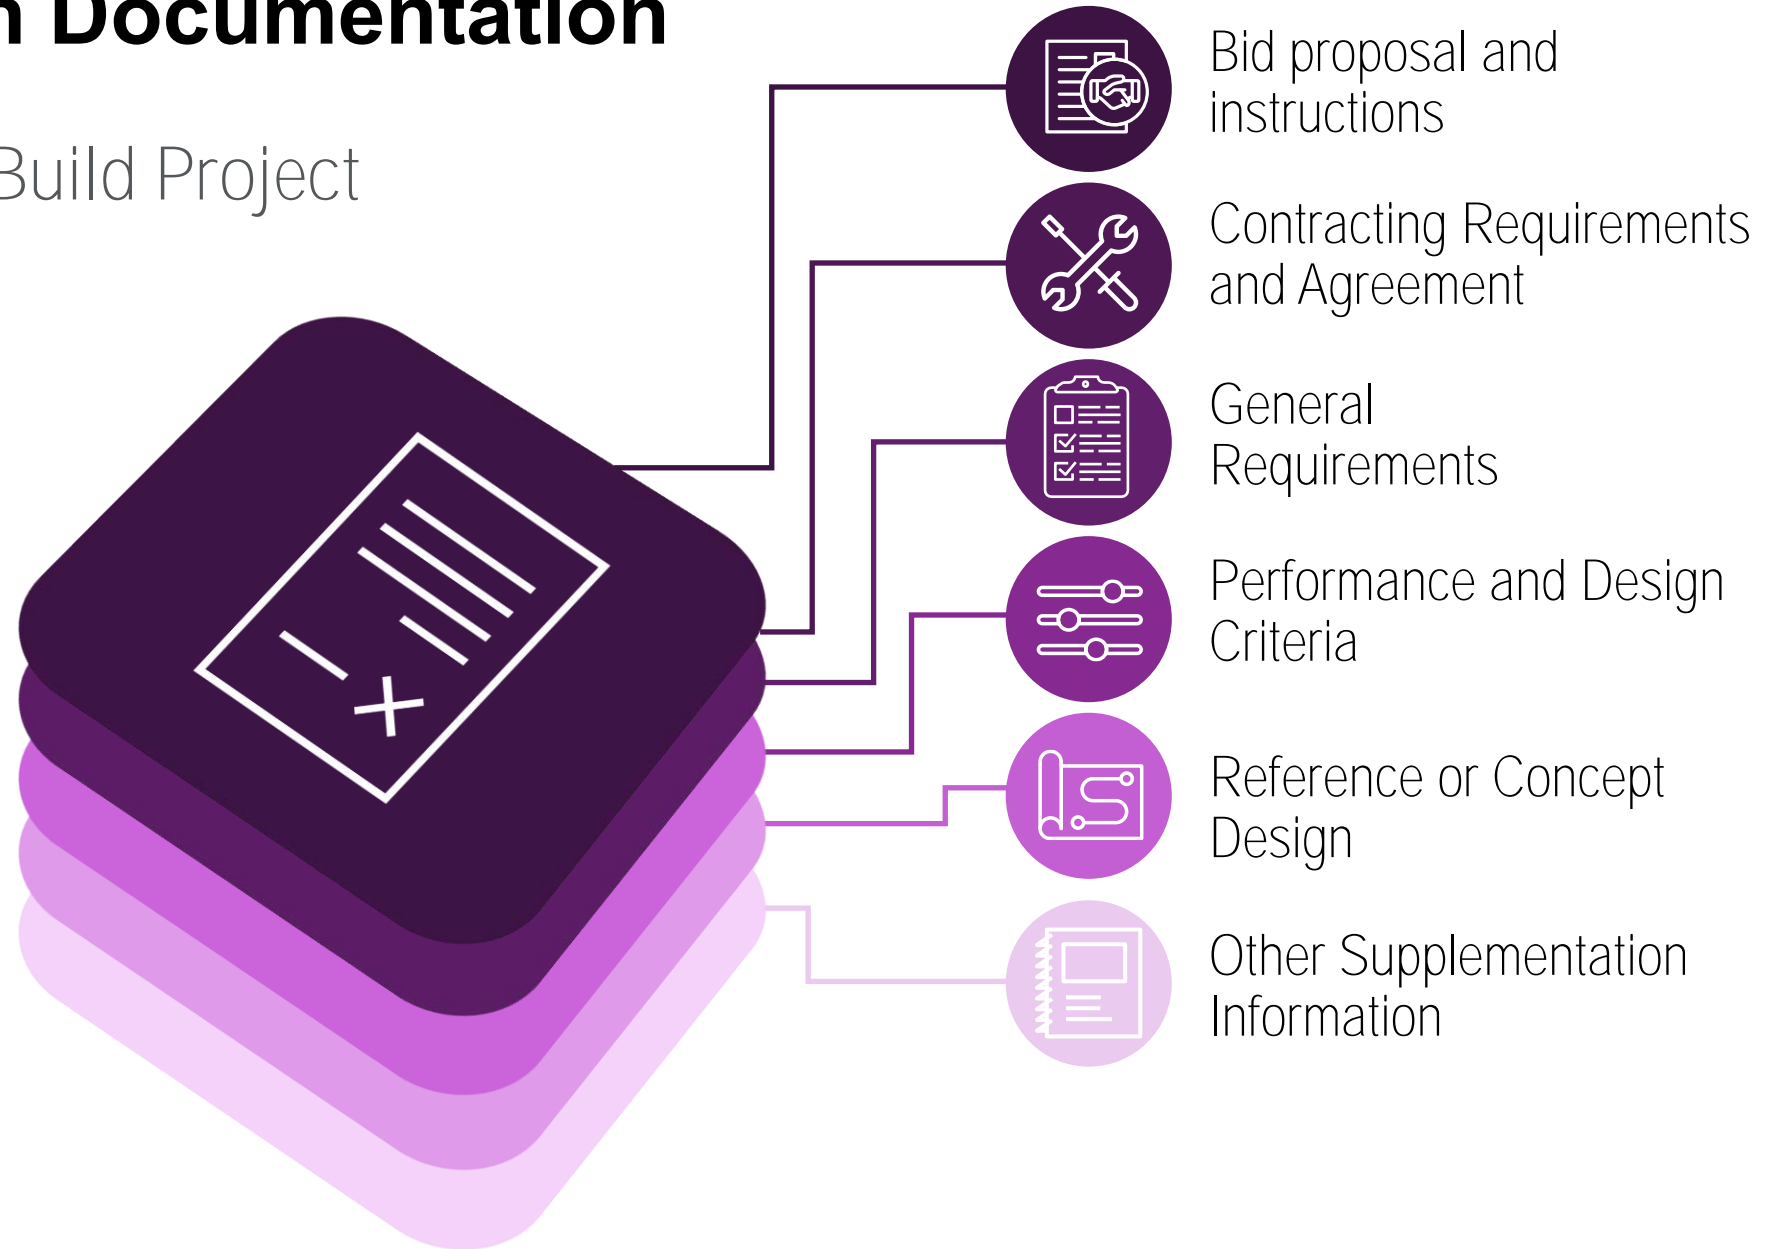 n Documentation
Build Project
Bid proposal and
instructions
Contracting Requirements
and Agreement
General
Requirements
Performance and Design
Criteria
Reference or Concept
Design
Other Supplementation
Information